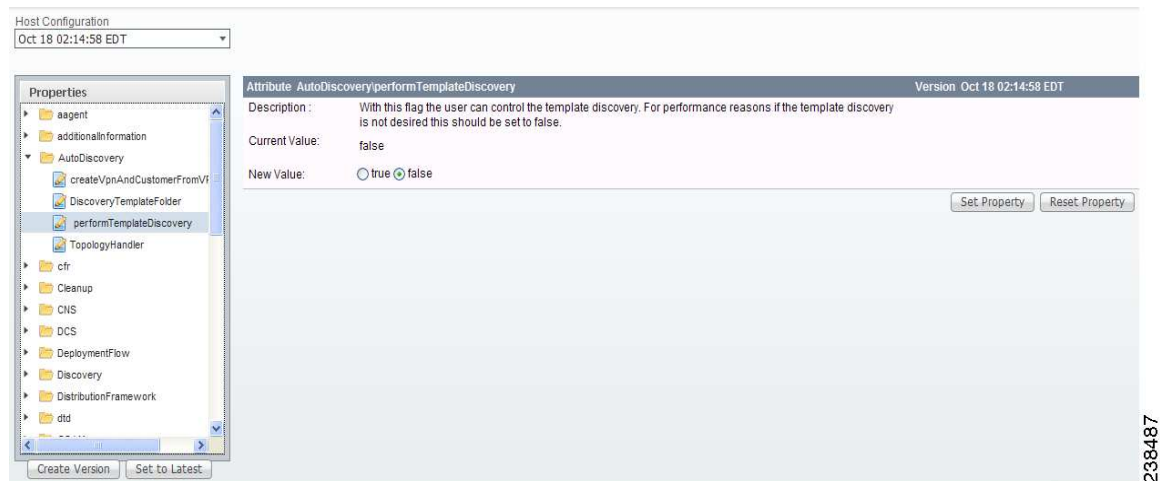 Host Configuration
Oct 18 02:14:58 EDT
Properties
aagent
additionalInformation
AutoDiscovery
createVpnAndCustomerFromVF
DiscoveryTemplateFolder
performTemplateDiscovery
TopologyHandler
cfr
Cleanup
CNS
DCS
DeploymentFlow
Discovery
DistributionFramework
dtd
Create Version
Set to Latest
Attribute AutoDiscovery\performTemplateDiscovery
Version Oct 18 02:14:58 EDT
Description :
With this flag the user can control the template discovery. For performance reasons if the template discovery
is not desired this should be set to false.
Current Value:
false
New Value:
true false
Set Property
Reset Property
238487